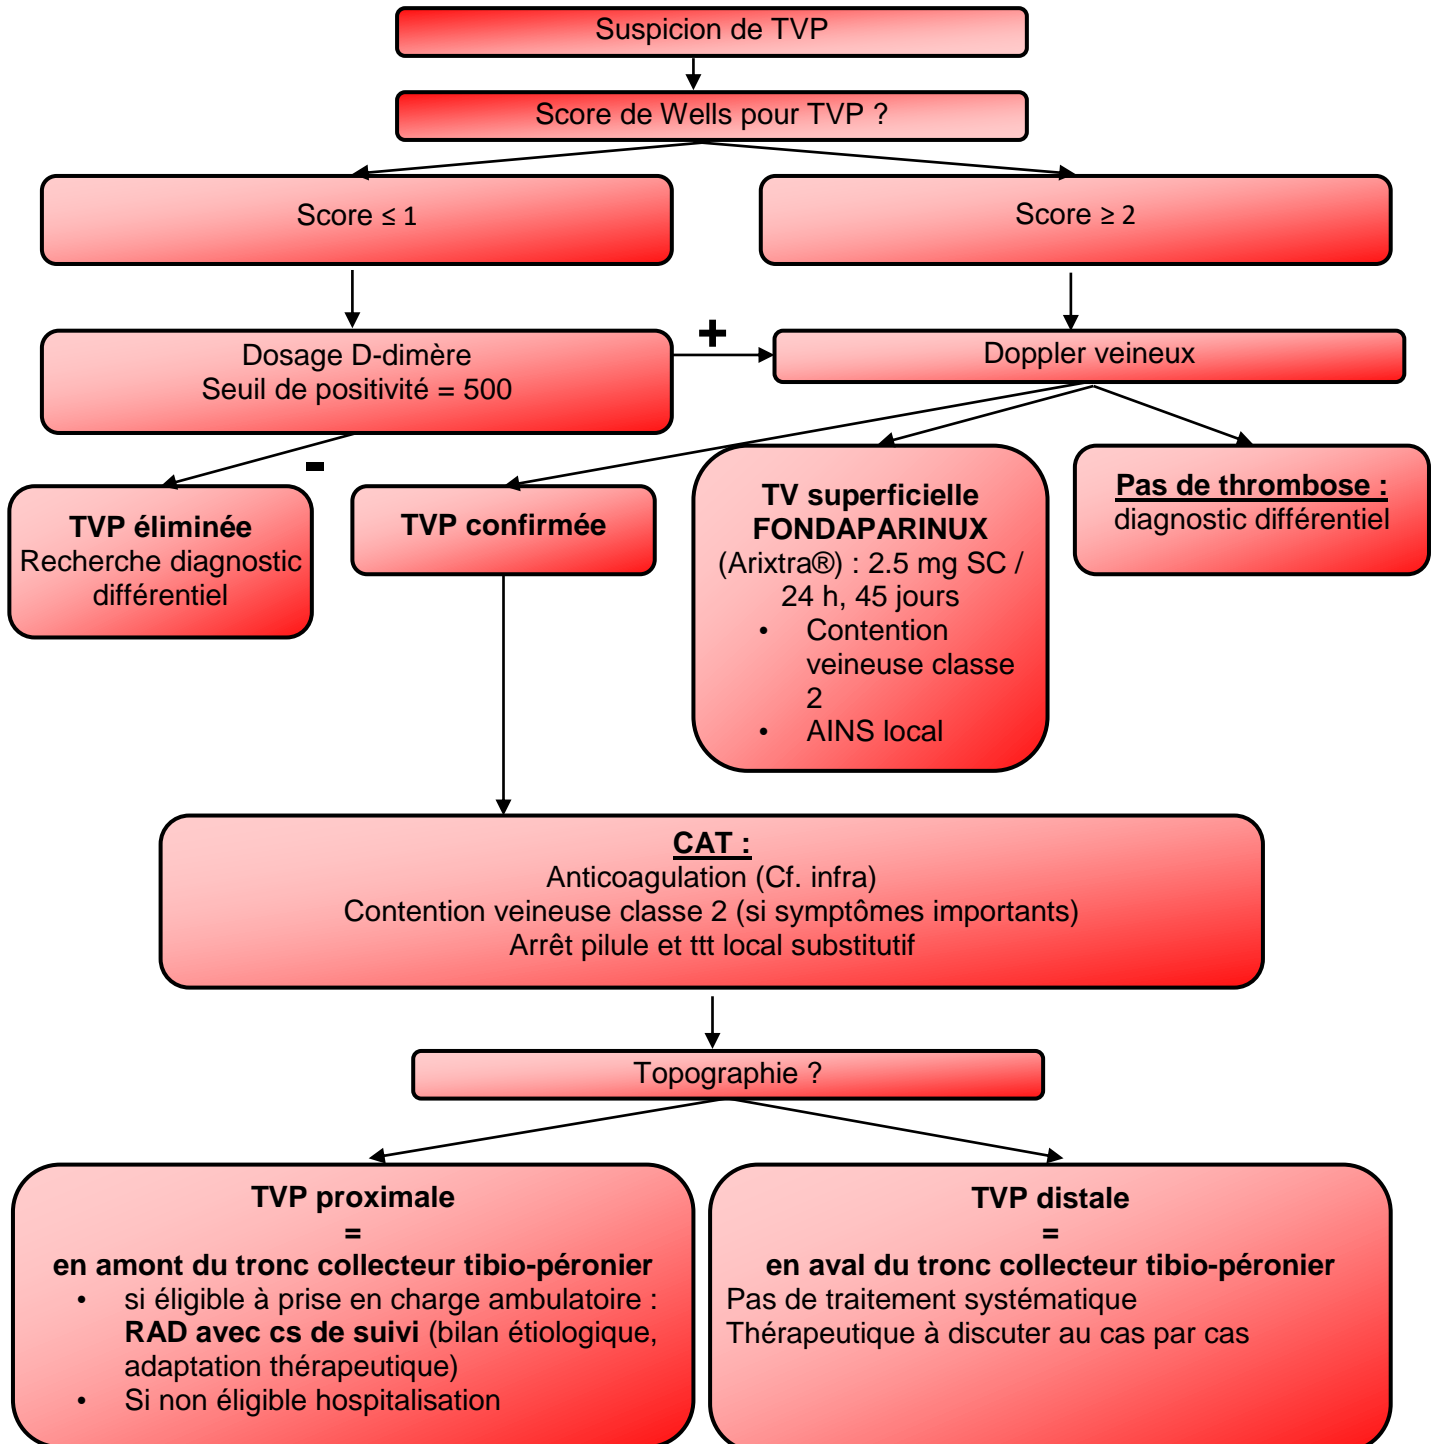 Suspicion de TVP
Score de Wells pour TVP ?
Score ≤ 1
Score ≥ 2
Dosage D-dimère
Seuil de positivité = 500
+
Doppler veineux
-
TVP éliminée
Recherche diagnostic
différentiel
TVP confirmée
TV superficielle
FONDAPARINUX
(Arixtra®) : 2.5 mg SC /
24 h, 45 jours
• Contention
veineuse classe
2
• AINS local
Pas de thrombose :
diagnostic différentiel
CAT :
Anticoagulation (Cf. infra)
Contention veineuse classe 2 (si symptômes importants)
Arrêt pilule et ttt local substitutif
Topographie ?
TVP proximale
=
en amont du tronc collecteur tibio-péronier
• si éligible à prise en charge ambulatoire :
RAD avec cs de suivi (bilan étiologique,
adaptation thérapeutique)
• Si non éligible hospitalisation
TVP distale
=
en aval du tronc collecteur tibio-péronier
Pas de traitement systématique
Thérapeutique à discuter au cas par cas